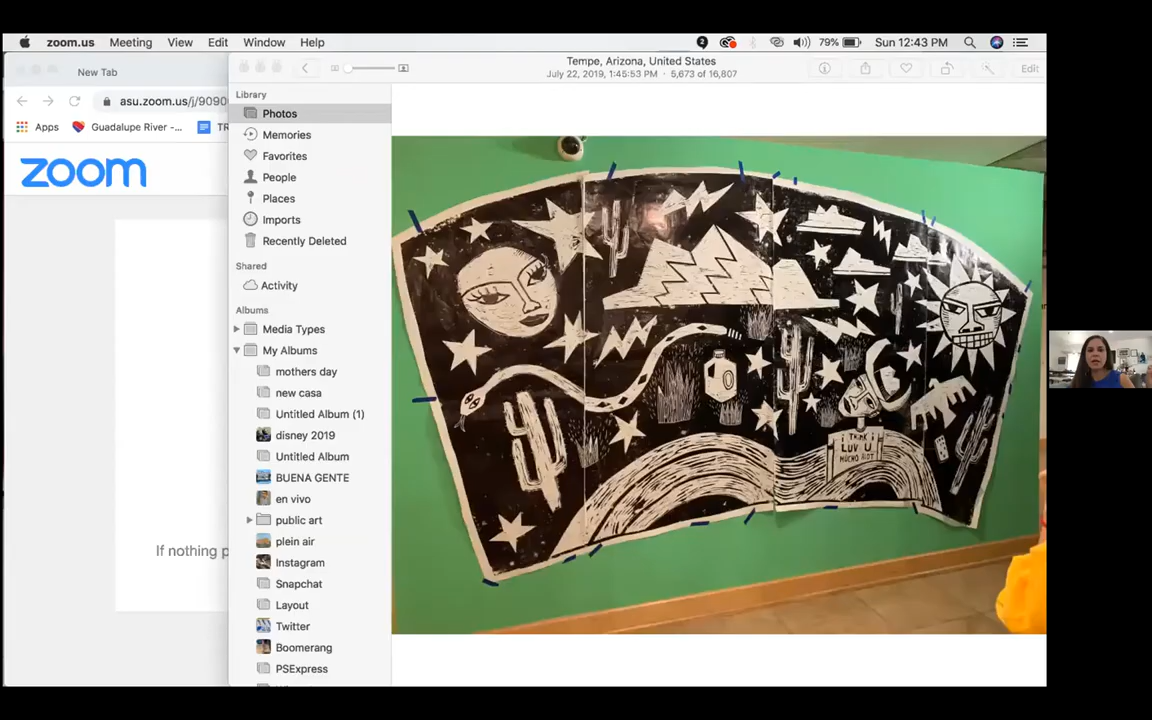 zoom.us Meeting View Edit Window Help 79% Sun 12:43 PM
New Tab
Tempe, Arizona, United States
July 22, 2019, 1:45:53 PM · 5,673 of 16,807
Edit
asu.zoom.us/j/9090
Apps Guadalupe River -... TR
zoom
If nothing p
Library
Photos
Memories
Favorites
People
Places
Imports
Recently Deleted
Shared
Activity
Albums
Media Types
My Albums
mothers day
new casa
Untitled Album (1)
disney 2019
Untitled Album
BUENA GENTE
en vivo
public art
plein air
Instagram
Snapchat
Layout
Twitter
Boomerang
PSExpress
I THINK I
LUV U
MUCHO